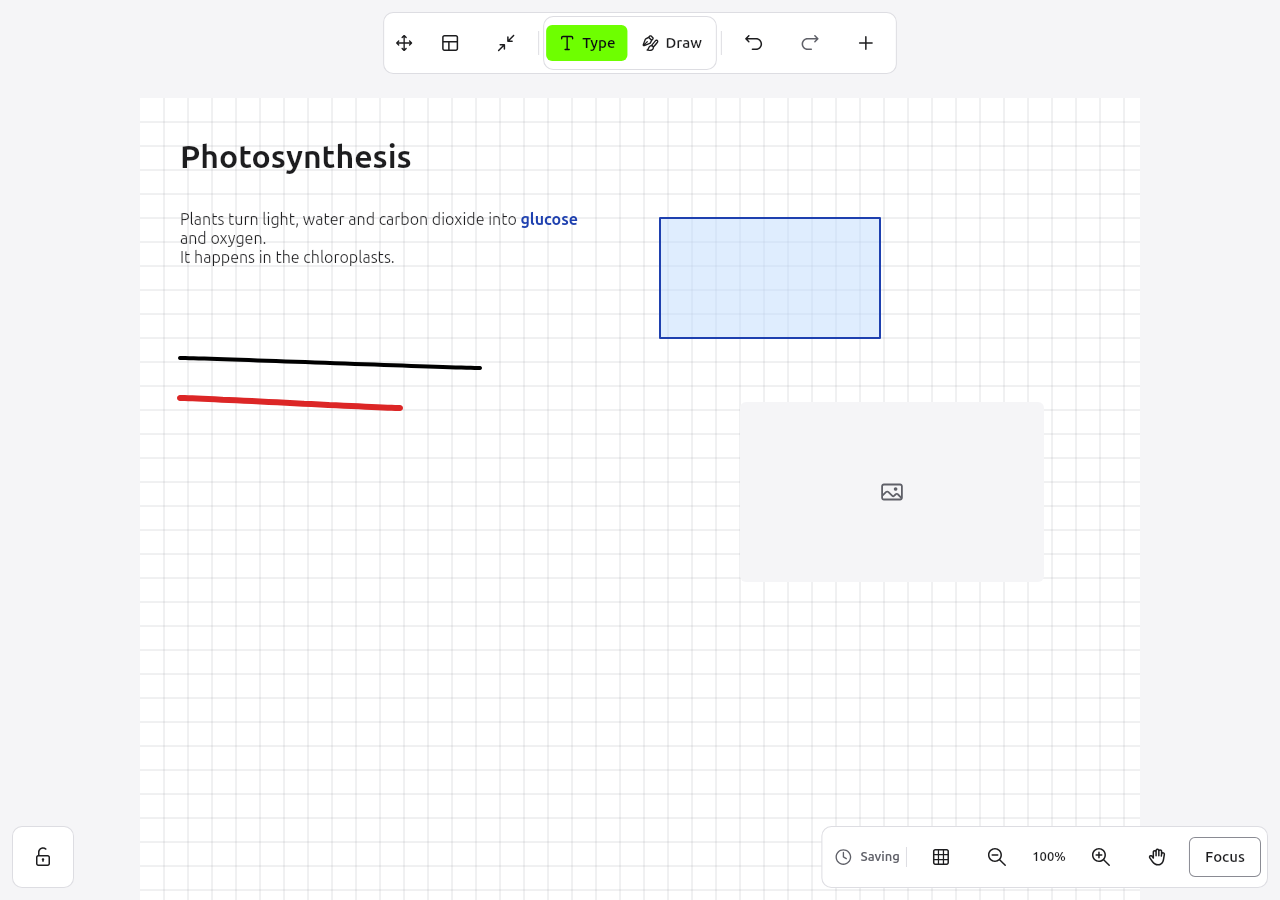 Type
Draw
Photosynthesis
Plants turn light, water and carbon dioxide into glucose
and oxygen.
It happens in the chloroplasts.
Saving
100%
Focus